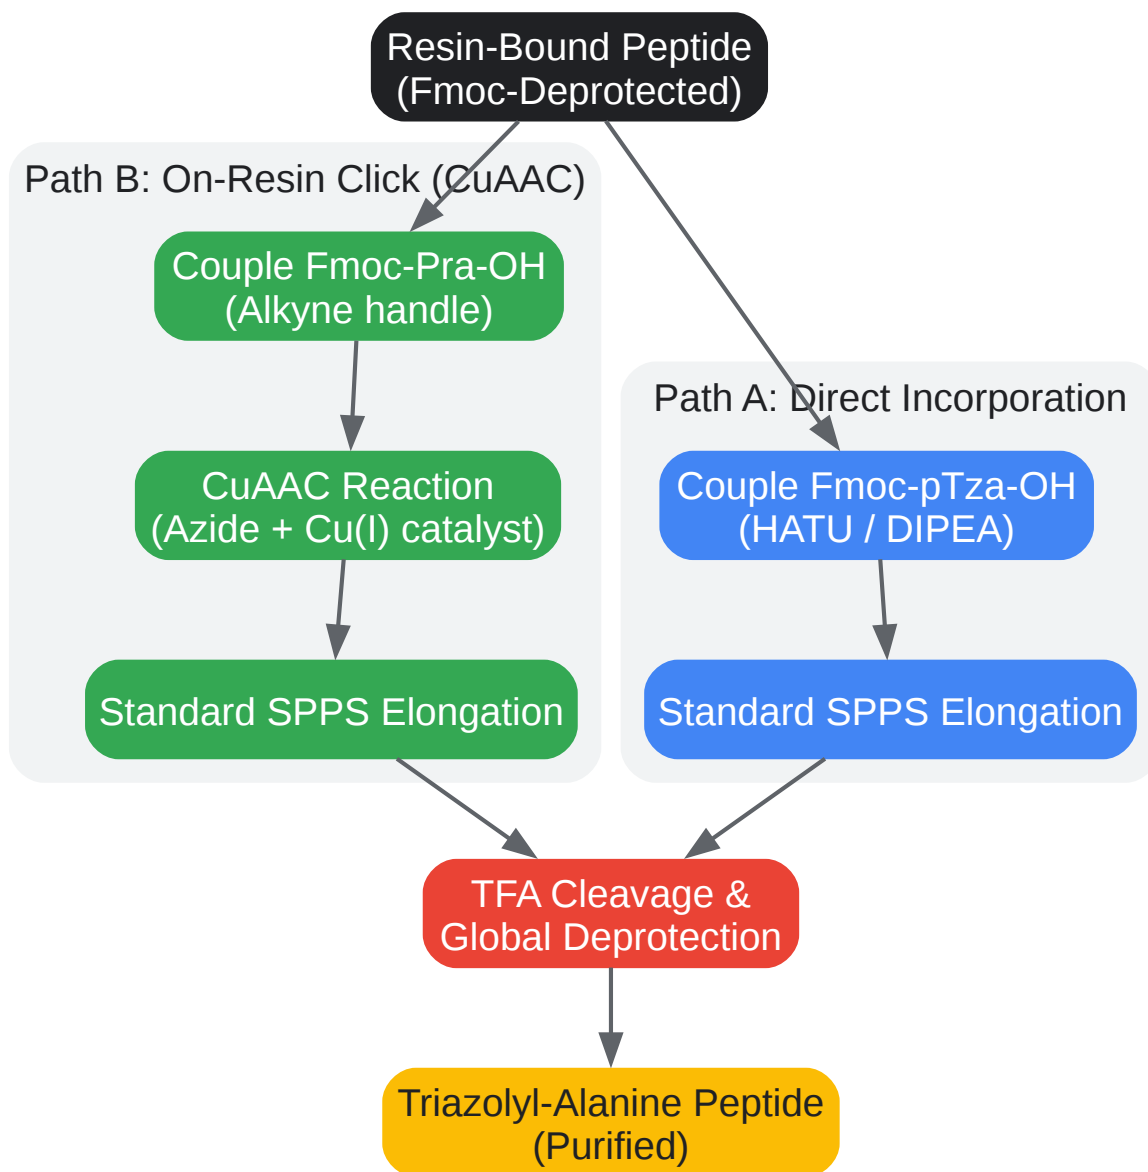 Resin-Bound Peptide
(Fmoc-Deprotected)
Path B: On-Resin Click (CuAAC)
Couple Fmoc-Pra-OH
(Alkyne handle)
CuAAC Reaction
(Azide + Cu(I) catalyst)
Standard SPPS Elongation
Path A: Direct Incorporation
Couple Fmoc-pTza-OH
(HATU / DIPEA)
Standard SPPS Elongation
TFA Cleavage &
Global Deprotection
Triazolyl-Alanine Peptide
(Purified)